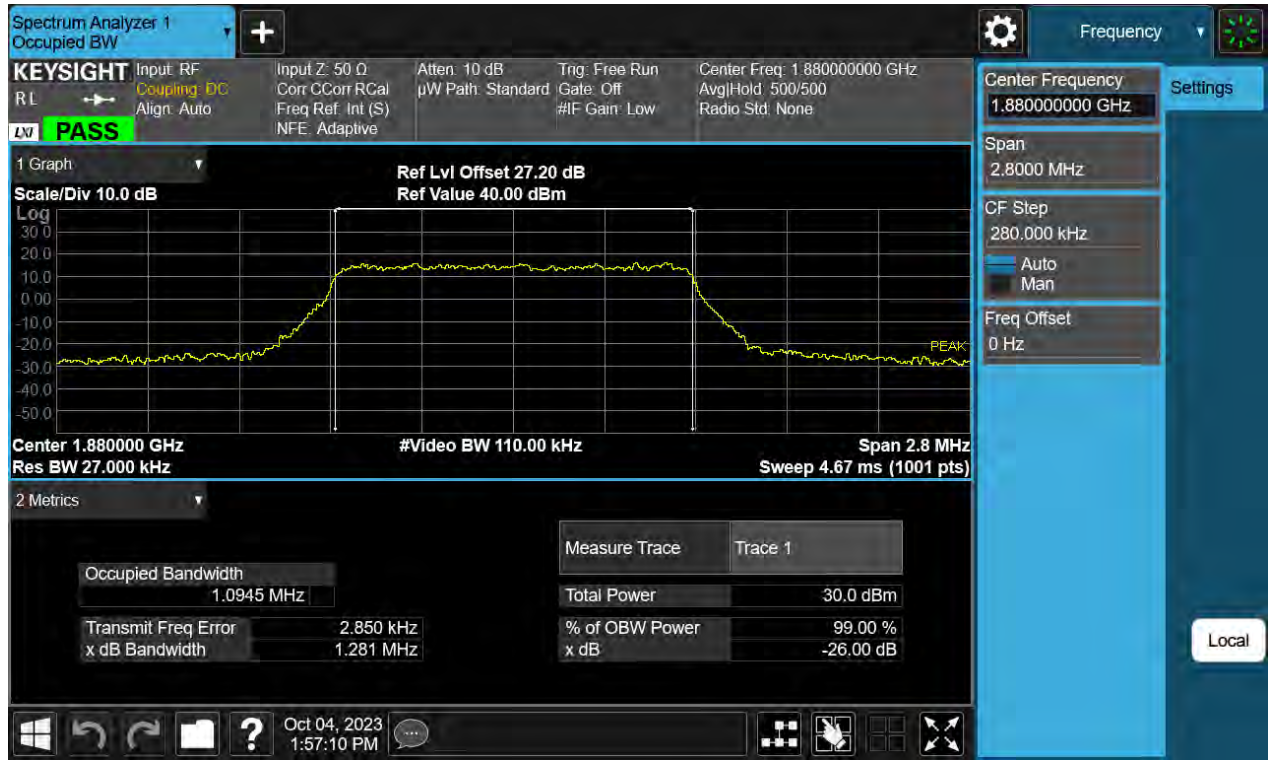 Spectrum Analyzer 1
Occupied BW
Frequency
KEYSIGHT
RL
LXI
PASS
Input: RF
Coupling: DC
Align: Auto
Input Z: 50 Ω
Corr CCorr RCal
Freq Ref: Int (S)
NFE: Adaptive
Atten: 10 dB
µW Path: Standard
Trig: Free Run
Gate: Off
#IF Gain: Low
Center Freq: 1.880000000 GHz
Avg|Hold: 500/500
Radio Std: None
Center Frequency
1.880000000 GHz
Settings
Span
2.8000 MHz
CF Step
280.000 kHz
Auto
Man
Freq Offset
0 Hz
Local
1 Graph
Scale/Div 10.0 dB
Ref Lvl Offset 27.20 dB
Ref Value 40.00 dBm
Log
30.0
20.0
10.0
0.00
-10.0
-20.0
-30.0
-40.0
-50.0
PEAK
Center 1.880000 GHz
#Video BW 110.00 kHz
Span 2.8 MHz
Res BW 27.000 kHz
Sweep 4.67 ms (1001 pts)
2 Metrics
Measure Trace Trace 1
Occupied Bandwidth
1.0945 MHz
Total Power 30.0 dBm
Transmit Freq Error 2.850 kHz
% of OBW Power 99.00 %
x dB Bandwidth 1.281 MHz
x dB -26.00 dB
?
Oct 04, 2023
1:57:10 PM